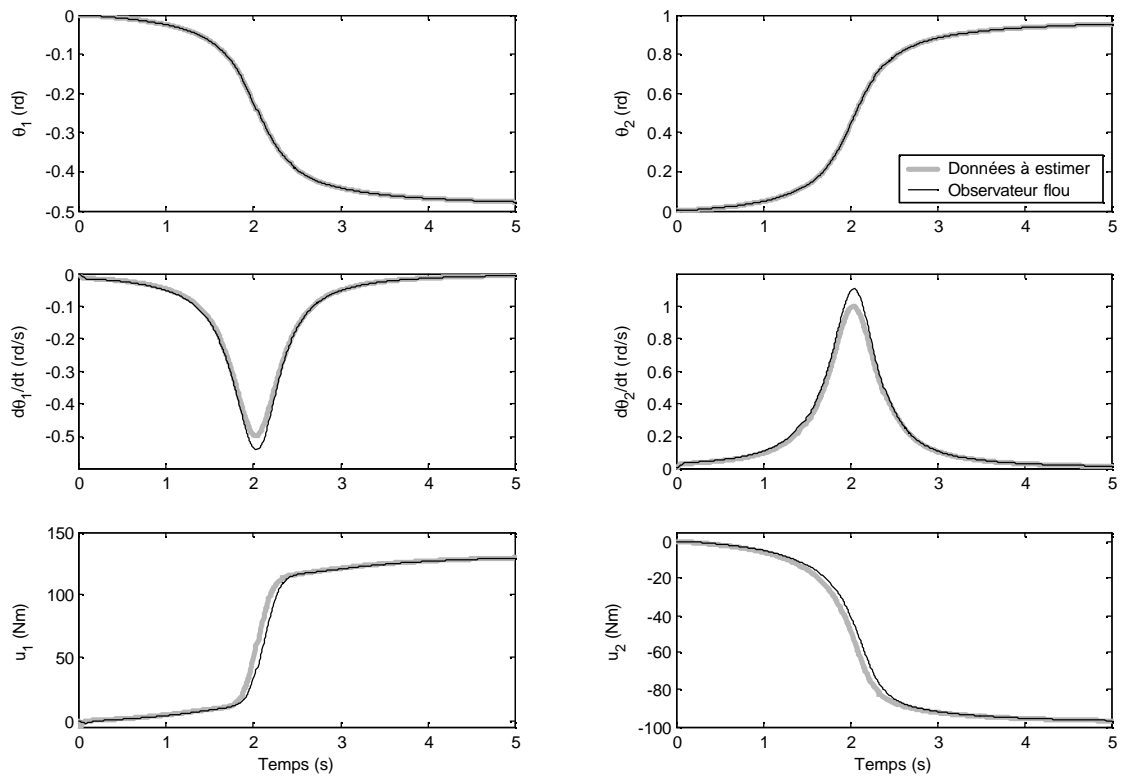 0
-0.1
-0.2
-0.3
-0.4
-0.5
0 1 2 3 4 5
θ1 (rd)
1
0.8
0.6
0.4
0.2
0
0 1 2 3 4 5
θ2 (rd)
Données à estimer
Observateur flou
0
-0.1
-0.2
-0.3
-0.4
-0.5
0 1 2 3 4 5
dθ1/dt (rd/s)
1
0.8
0.6
0.4
0.2
0
0 1 2 3 4 5
dθ2/dt (rd/s)
150
100
50
0
0 1 2 3 4 5
u1 (Nm)
Temps (s)
0
-20
-40
-60
-80
-100
0 1 2 3 4 5
u2 (Nm)
Temps (s)